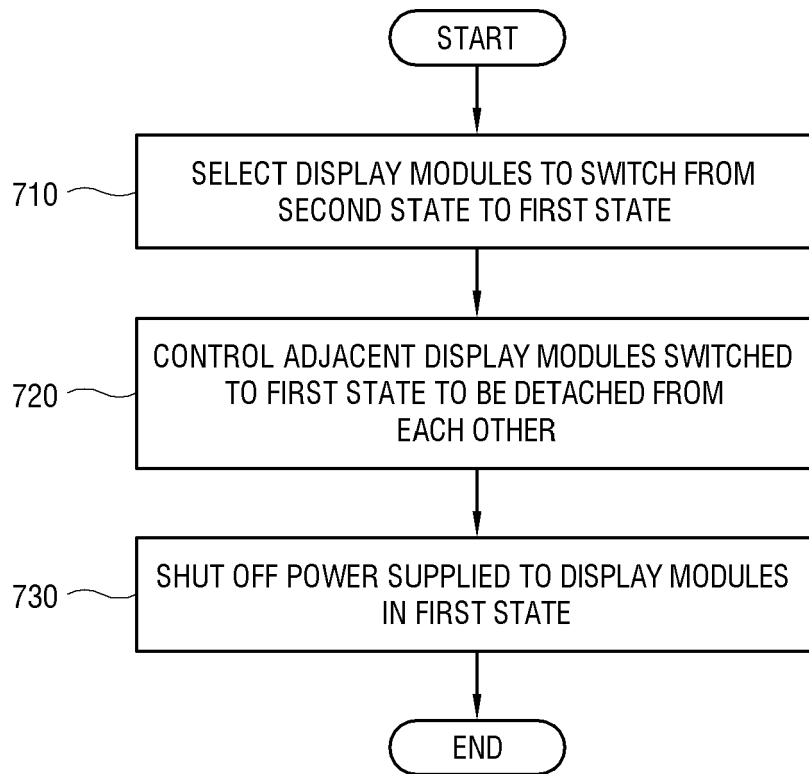 START
710
SELECT DISPLAY MODULES TO SWITCH FROM
SECOND STATE TO FIRST STATE
720
CONTROL ADJACENT DISPLAY MODULES SWITCHED
TO FIRST STATE TO BE DETACHED FROM
EACH OTHER
730
SHUT OFF POWER SUPPLIED TO DISPLAY MODULES
IN FIRST STATE
END